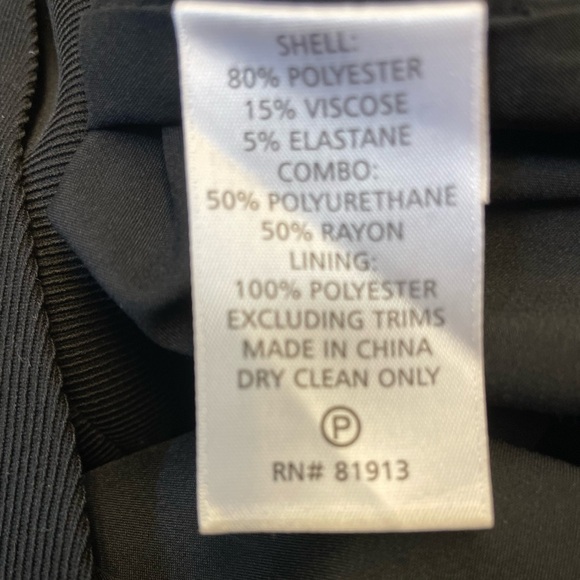 SHELL:
80% POLYESTER
15% VISCOSE
5% ELASTANE
COMBO:
50% POLYURETHANE
50% RAYON
LINING:
100% POLYESTER
EXCLUDING TRIMS
MADE IN CHINA
DRY CLEAN ONLY
P
RN# 81913